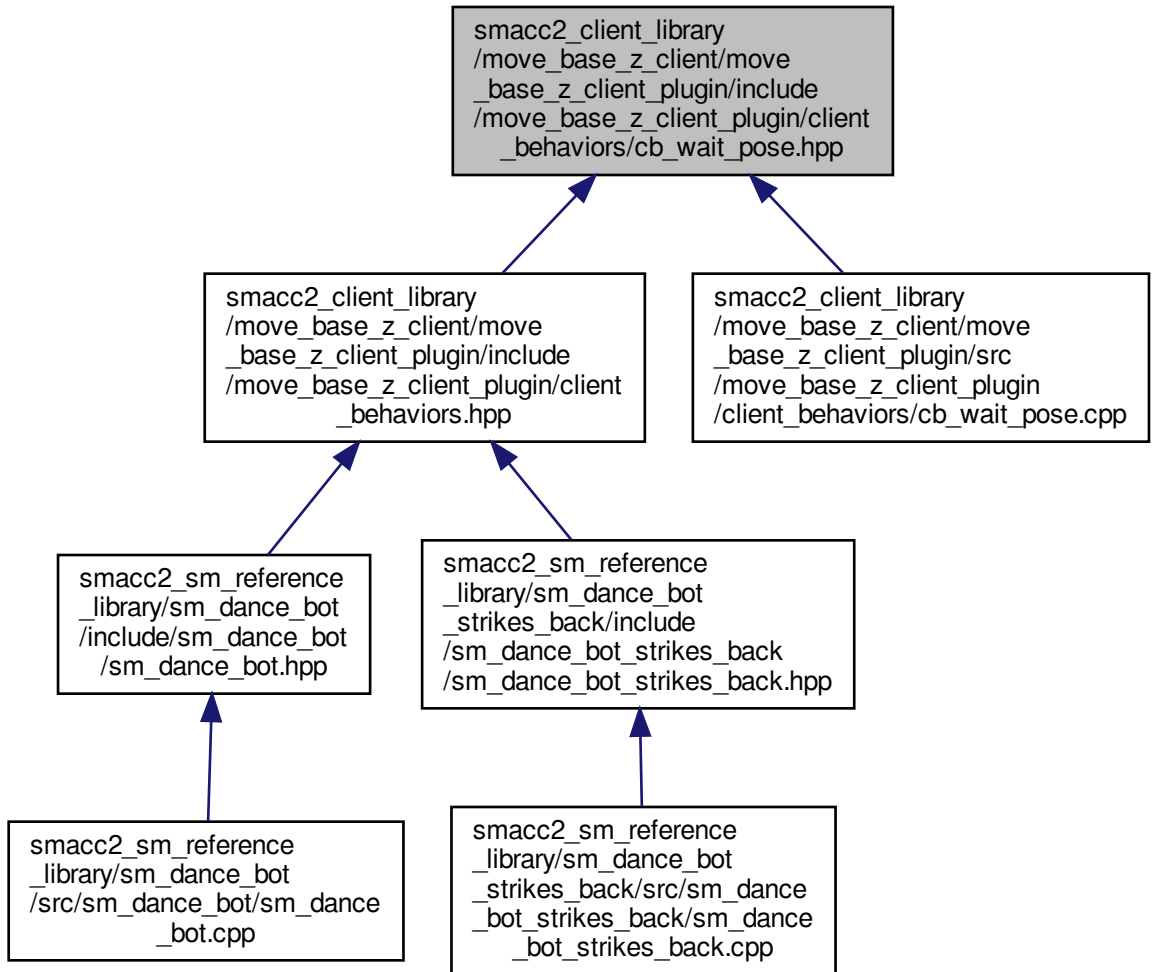 smacc2_client_library
/move_base_z_client/move
_base_z_client_plugin/include
/move_base_z_client_plugin/client
_behaviors/cb_wait_pose.hpp
smacc2_client_library
/move_base_z_client/move
_base_z_client_plugin/include
/move_base_z_client_plugin/client
_behaviors.hpp
smacc2_client_library
/move_base_z_client/move
_base_z_client_plugin/src
/move_base_z_client_plugin
/client_behaviors/cb_wait_pose.cpp
smacc2_sm_reference
_library/sm_dance_bot
/include/sm_dance_bot
/sm_dance_bot.hpp
smacc2_sm_reference
_library/sm_dance_bot
_strikes_back/include
/sm_dance_bot_strikes_back
/sm_dance_bot_strikes_back.hpp
smacc2_sm_reference
_library/sm_dance_bot
/src/sm_dance_bot/sm_dance
_bot.cpp
smacc2_sm_reference
_library/sm_dance_bot
_strikes_back/src/sm_dance
_bot_strikes_back/sm_dance
_bot_strikes_back.cpp